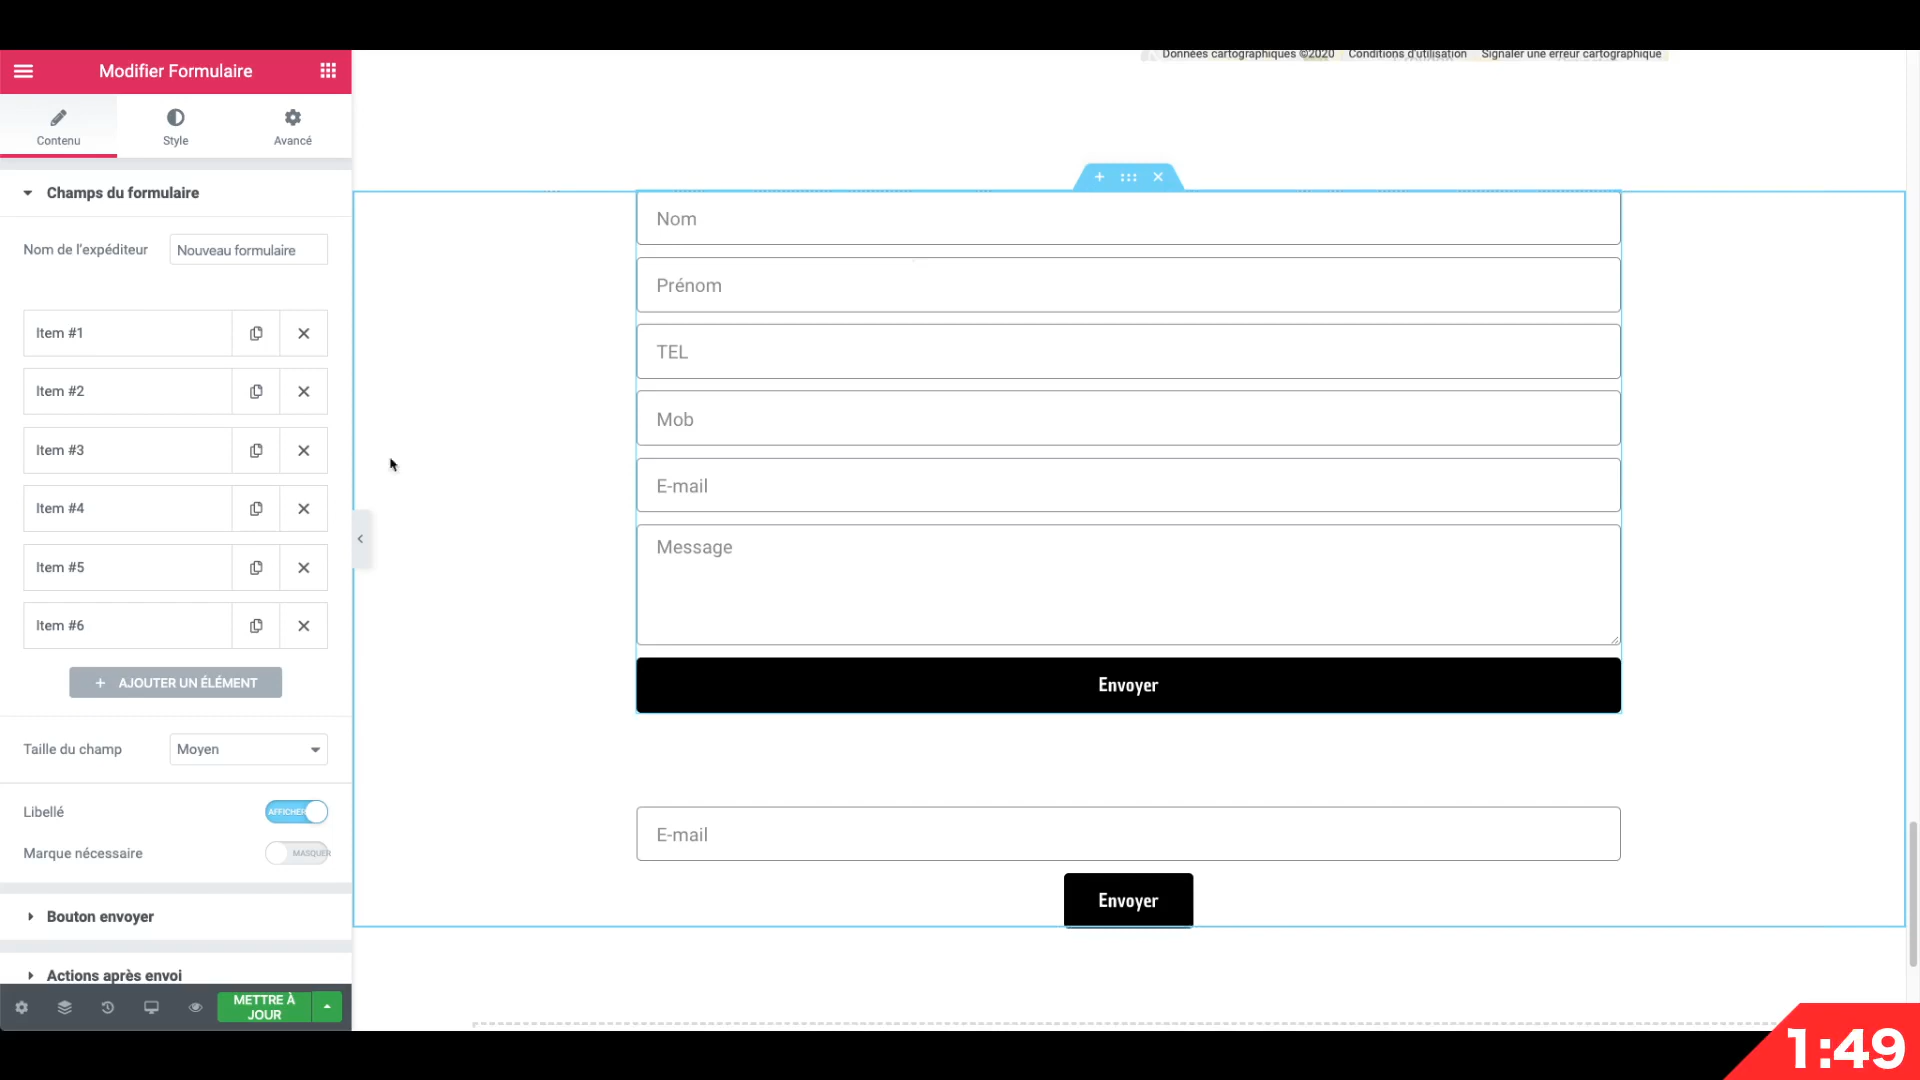 Données cartographiques ©2020 Conditions d'utilisation Signaler une erreur cartographique
Modifier Formulaire
Contenu
Style
Avancé
Champs du formulaire
Nom de l'expéditeur
Nouveau formulaire
Item #1
Item #2
Item #3
Item #4
Item #5
Item #6
+ AJOUTER UN ÉLÉMENT
Taille du champ
Moyen
Libellé
AFFICHER
Marque nécessaire
MASQUER
Bouton envoyer
Actions après envoi
METTRE À
JOUR
Nom
Prénom
TEL
Mob
E-mail
Message
Envoyer
E-mail
Envoyer
1:49